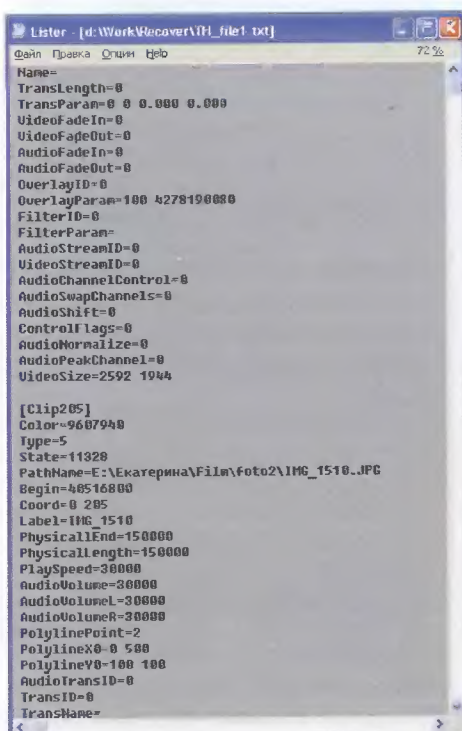 Lister - [d:\Work\Recover\TH_file1.txt]
Файл Правка Опции Help 72 %
Name=
TransLength=0
TransParam=0 0 0.000 0.000
VideoFadeIn=0
VideoFadeOut=0
AudioFadeIn=0
AudioFadeOut=0
OverlayID=0
OverlayParam=100 4278190080
FilterID=0
FilterParam=
AudioStreamID=0
VideoStreamID=0
AudioChannelControl=0
AudioSwapChannels=0
AudioShift=0
ControlFlags=0
AudioNormalize=0
AudioPeakChannel=0
VideoSize=2592 1944
[Clip205]
Color=9607940
Type=5
State=11328
PathName=E:\Екатерина\Film\foto2\IMG_1510.JPG
Begin=40516800
Coord=0 205
Label=IMG_1510
PhysicalEnd=150000
PhysicalLength=150000
PlaySpeed=30000
AudioVolume=30000
AudioVolumeL=30000
AudioVolumeR=30000
PolylinePoint=2
PolylineX0=0 500
PolylineY0=100 100
AudioTransID=0
TransID=0
TransName=